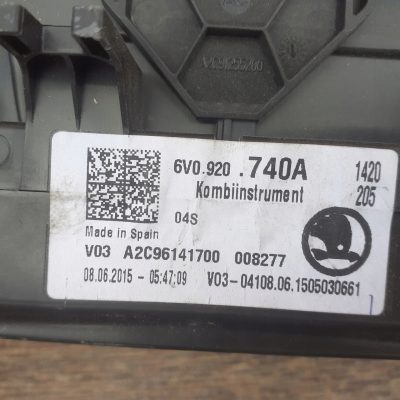 6V0.920 .740A 1420
Kombiinstrument 205
04S
Made in Spain
V03 A2C96141700 008277
08.06.2015 - 05:47:09 V03-04108.06.1505030661